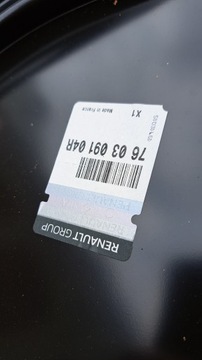 X1
Made in France
76 03 091 04R
RENAULT GROUP